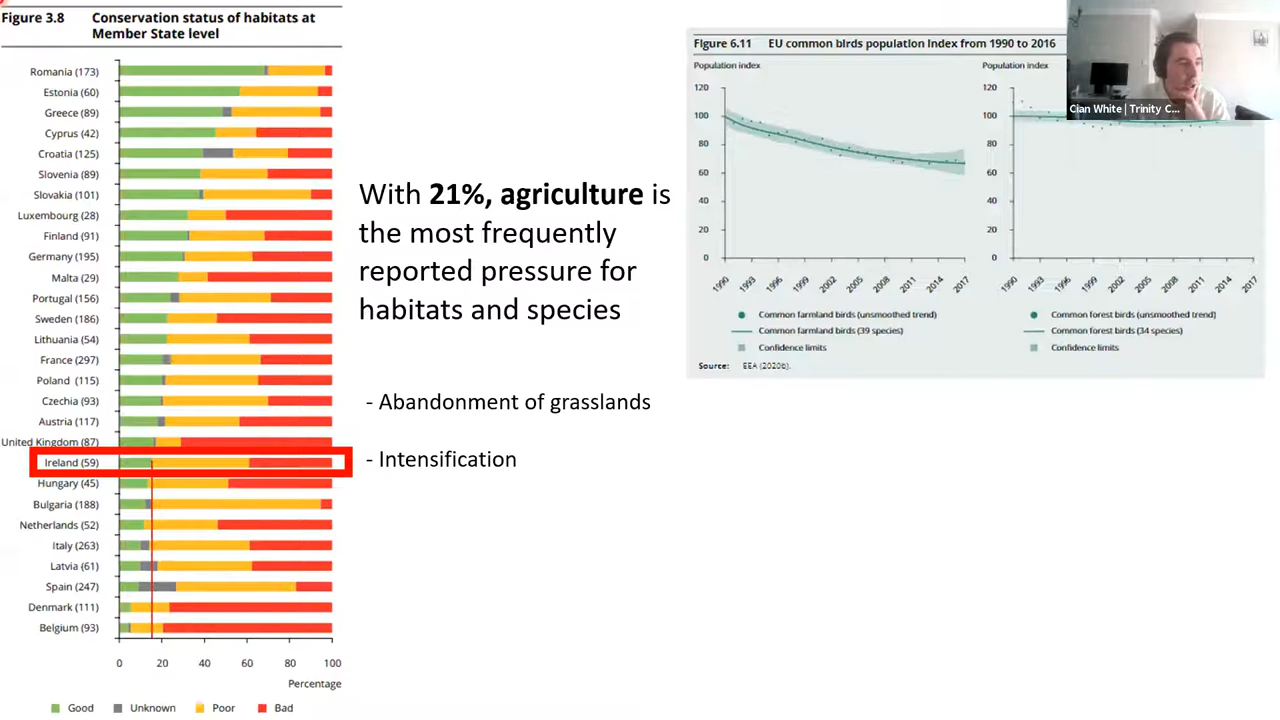 Figure 3.8 Conservation status of habitats at
Member State level
Romania (173)
Estonia (60)
Greece (89)
Cyprus (42)
Croatia (125)
Slovenia (89)
Slovakia (101)
Luxembourg (28)
Finland (91)
Germany (195)
Malta (29)
Portugal (156)
Sweden (186)
Lithuania (54)
France (297)
Poland (115)
Czechia (93)
Austria (117)
United Kingdom (87)
Ireland (59)
Hungary (45)
Bulgaria (188)
Netherlands (52)
Italy (263)
Latvia (61)
Spain (247)
Denmark (111)
Belgium (93)
0 20 40 60 80 100
Percentage
Good Unknown Poor Bad
With 21%, agriculture is
the most frequently
reported pressure for
habitats and species
- Abandonment of grasslands
- Intensification
Figure 6.11 EU common birds population index from 1990 to 2016
Population index
120
100
80
60
40
20
0
1990 1993 1996 1999 2002 2005 2008 2011 2014 2017
Common farmland birds (unsmoothed trend)
Common farmland birds (39 species)
Confidence limits
Population index
120
100
80
60
40
20
0
1990 1993 1996 1999 2002 2005 2008 2011 2014 2017
Common forest birds (unsmoothed trend)
Common forest birds (34 species)
Confidence limits
Source: EEA (2020b).
Cian White | Trinity C...